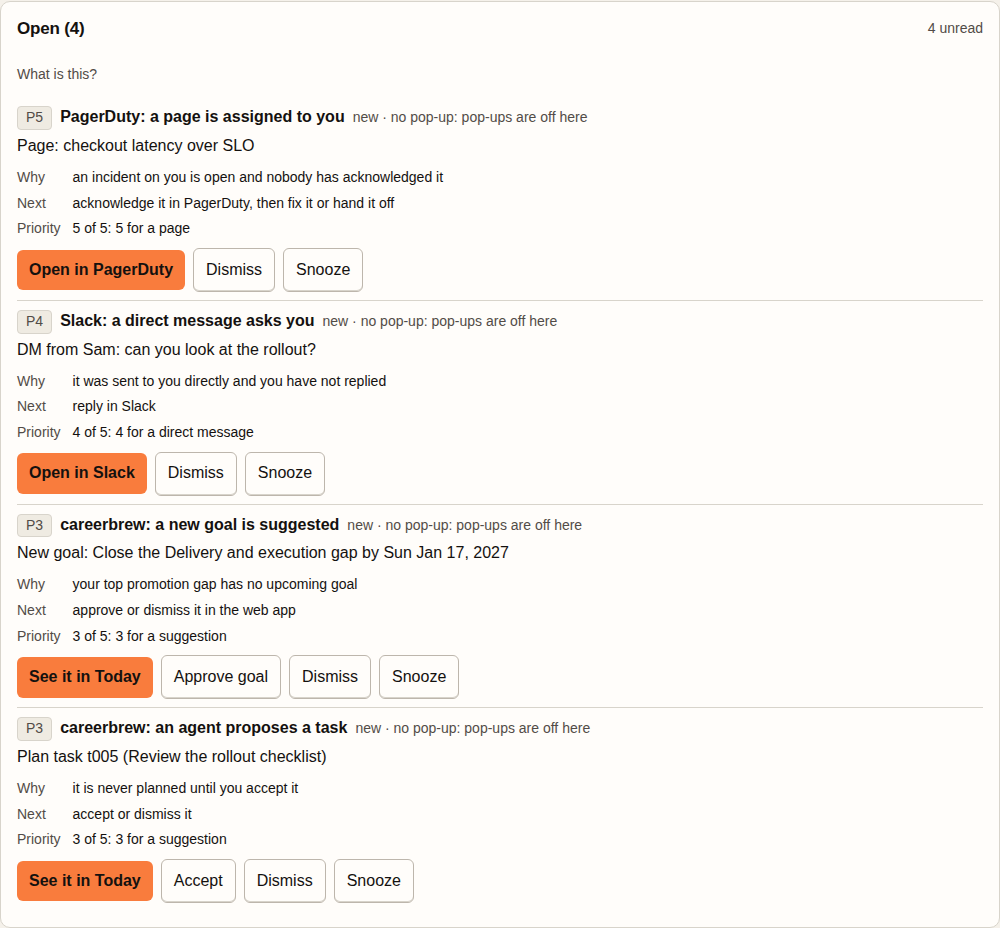 Open (4)
4 unread
What is this?
P5 PagerDuty: a page is assigned to you new · no pop-up: pop-ups are off here
Page: checkout latency over SLO
Why an incident on you is open and nobody has acknowledged it
Next acknowledge it in PagerDuty, then fix it or hand it off
Priority 5 of 5: 5 for a page
Open in PagerDuty Dismiss Snooze
P4 Slack: a direct message asks you new · no pop-up: pop-ups are off here
DM from Sam: can you look at the rollout?
Why it was sent to you directly and you have not replied
Next reply in Slack
Priority 4 of 5: 4 for a direct message
Open in Slack Dismiss Snooze
P3 careerbrew: a new goal is suggested new · no pop-up: pop-ups are off here
New goal: Close the Delivery and execution gap by Sun Jan 17, 2027
Why your top promotion gap has no upcoming goal
Next approve or dismiss it in the web app
Priority 3 of 5: 3 for a suggestion
See it in Today Approve goal Dismiss Snooze
P3 careerbrew: an agent proposes a task new · no pop-up: pop-ups are off here
Plan task t005 (Review the rollout checklist)
Why it is never planned until you accept it
Next accept or dismiss it
Priority 3 of 5: 3 for a suggestion
See it in Today Accept Dismiss Snooze